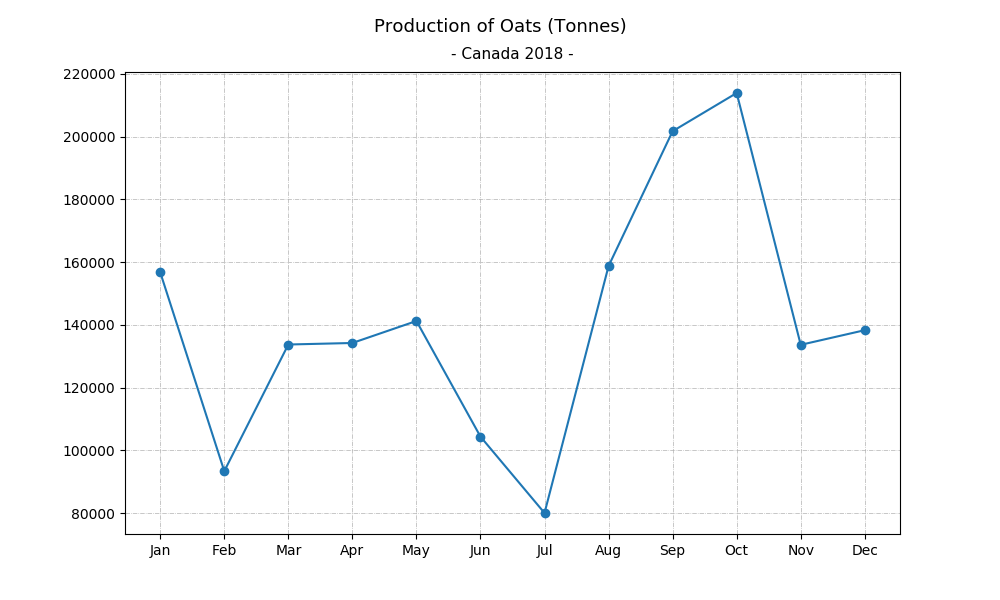 Production of Oats (Tonnes)
- Canada 2018 -
220000
200000
180000
160000
140000
120000
100000
80000
Jan Feb Mar Apr May Jun Jul Aug Sep Oct Nov Dec